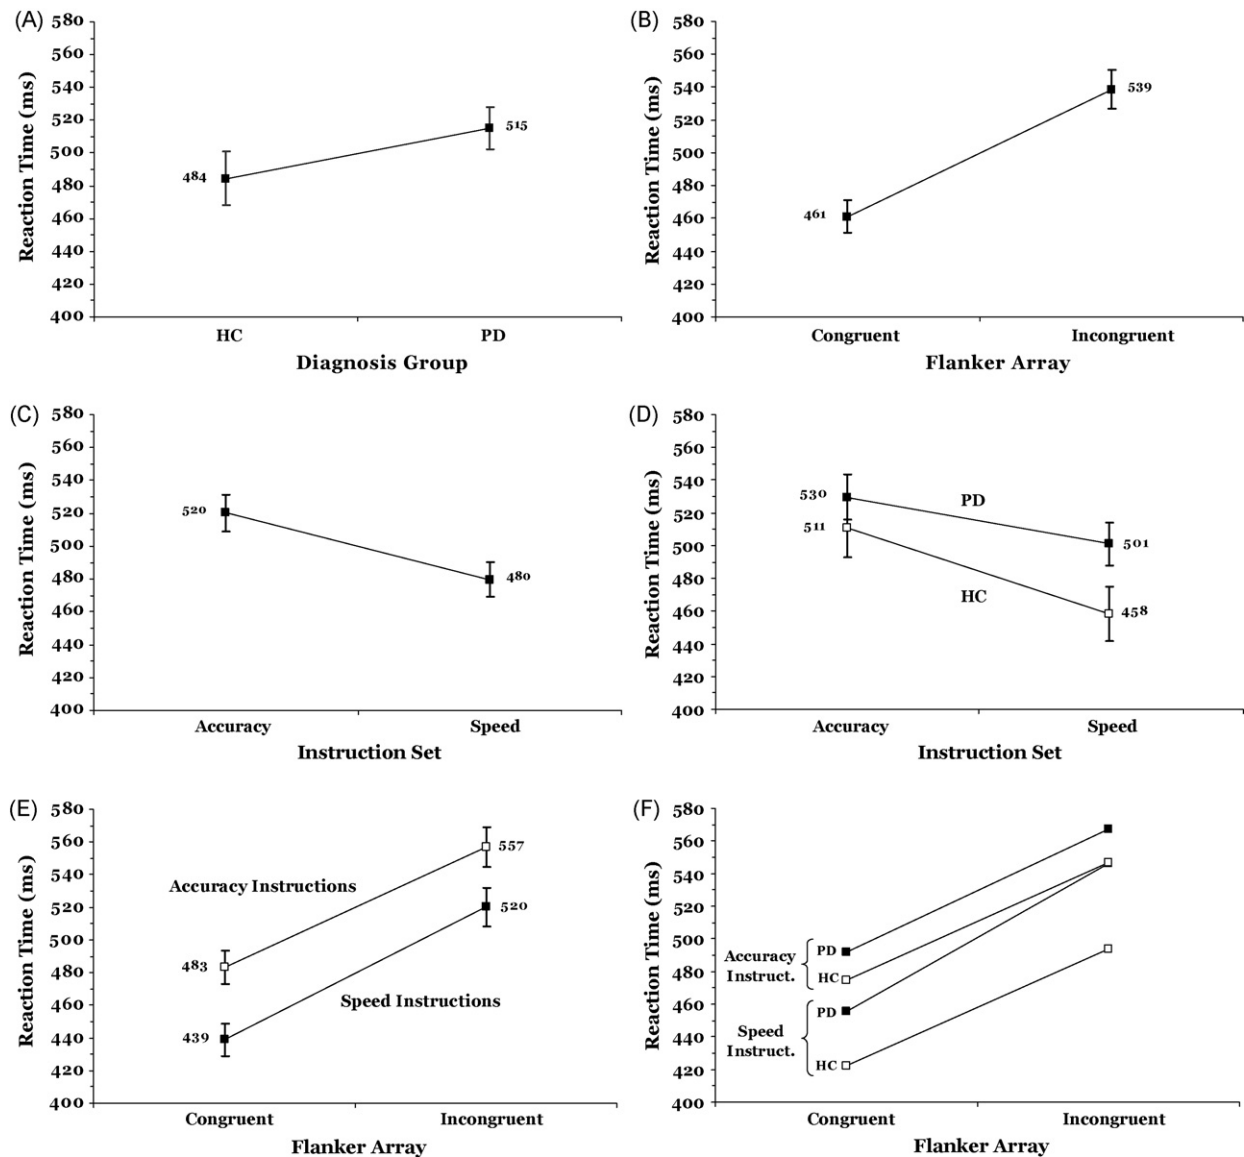 (A)
580
560
540
520
500
480
460
440
420
400
Reaction Time (ms)
484
515
HC PD
Diagnosis Group
(B)
580
560
540
520
500
480
460
440
420
400
Reaction Time (ms)
461
539
Congruent Incongruent
Flanker Array
(C)
580
560
540
520
500
480
460
440
420
400
Reaction Time (ms)
520
480
Accuracy Speed
Instruction Set
(D)
580
560
540
520
500
480
460
440
420
400
Reaction Time (ms)
530
511
PD
HC
501
458
Accuracy Speed
Instruction Set
(E)
580
560
540
520
500
480
460
440
420
400
Reaction Time (ms)
557
Accuracy Instructions
520
483
Speed Instructions
439
Congruent Incongruent
Flanker Array
(F)
580
560
540
520
500
480
460
440
420
400
Reaction Time (ms)
Accuracy
Instruct.
PD
HC
Speed
Instruct.
PD
HC
Congruent Incongruent
Flanker Array